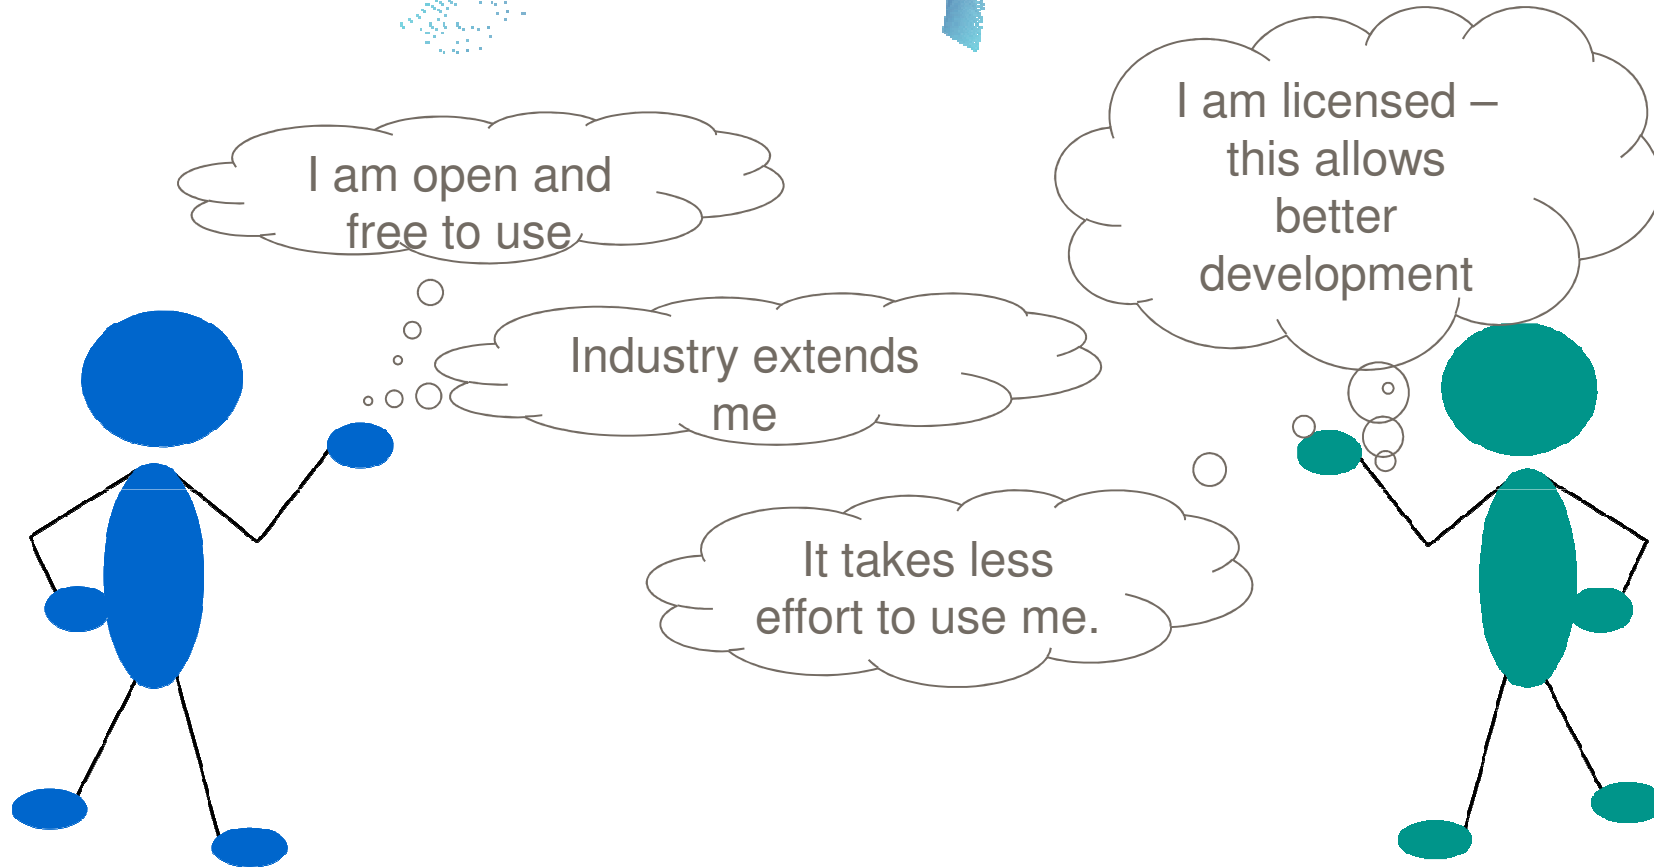 I am open and
free to use
Industry extends
me
I am licensed –
this allows
better
development
It takes less
effort to use me.